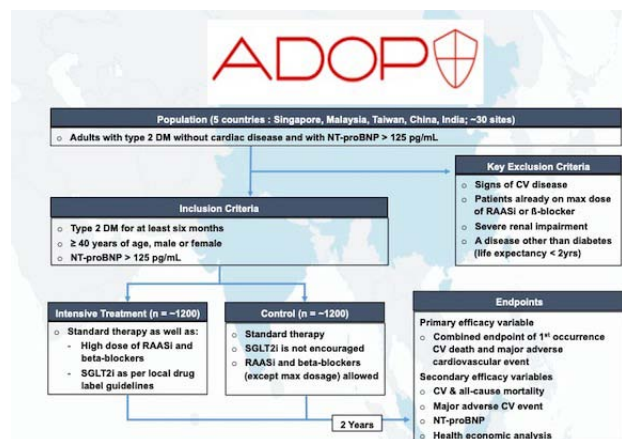 ADOP
Population (5 countries : Singapore, Malaysia, Taiwan, China, India; ~30 sites)
○ Adults with type 2 DM without cardiac disease and with NT-proBNP > 125 pg/mL
Key Exclusion Criteria
○ Signs of CV disease
○ Patients already on max dose
of RAASi or ß-blocker
○ Severe renal impairment
○ A disease other than diabetes
(life expectancy < 2yrs)
Inclusion Criteria
○ Type 2 DM for at least six months
○ ≥ 40 years of age, male or female
○ NT-proBNP > 125 pg/mL
Intensive Treatment (n = ~1200)
○ Standard therapy as well as:
- High dose of RAASi and
beta-blockers
- SGLT2i as per local drug
label guidelines
Control (n = ~1200)
○ Standard therapy
○ SGLT2i is not encouraged
○ RAASi and beta-blockers
(except max dosage) allowed
Endpoints
Primary efficacy variable
○ Combined endpoint of 1st occurrence
CV death and major adverse
cardiovascular event
Secondary efficacy variables
○ CV & all-cause mortality
○ Major adverse CV event
○ NT-proBNP
○ Health economic analysis
2 Years